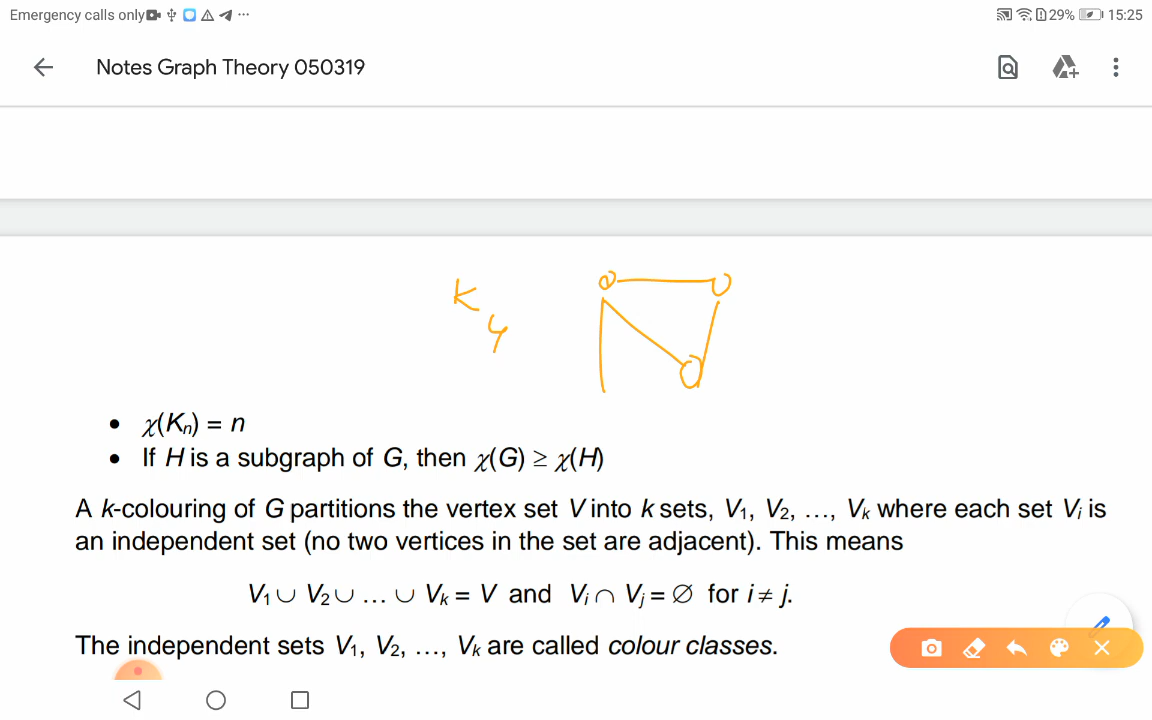 Emergency calls only ··· 29% 15:25
Notes Graph Theory 050319
K
4
• χ(Kₙ) = n
• If H is a subgraph of G, then χ(G) ≥ χ(H)
A k-colouring of G partitions the vertex set V into k sets, V₁, V₂, …, Vₖ where each set Vᵢ is
an independent set (no two vertices in the set are adjacent). This means
V₁ ∪ V₂ ∪ … ∪ Vₖ = V and Vᵢ ∩ Vⱼ = ∅ for i ≠ j.
The independent sets V₁, V₂, …, Vₖ are called colour classes.